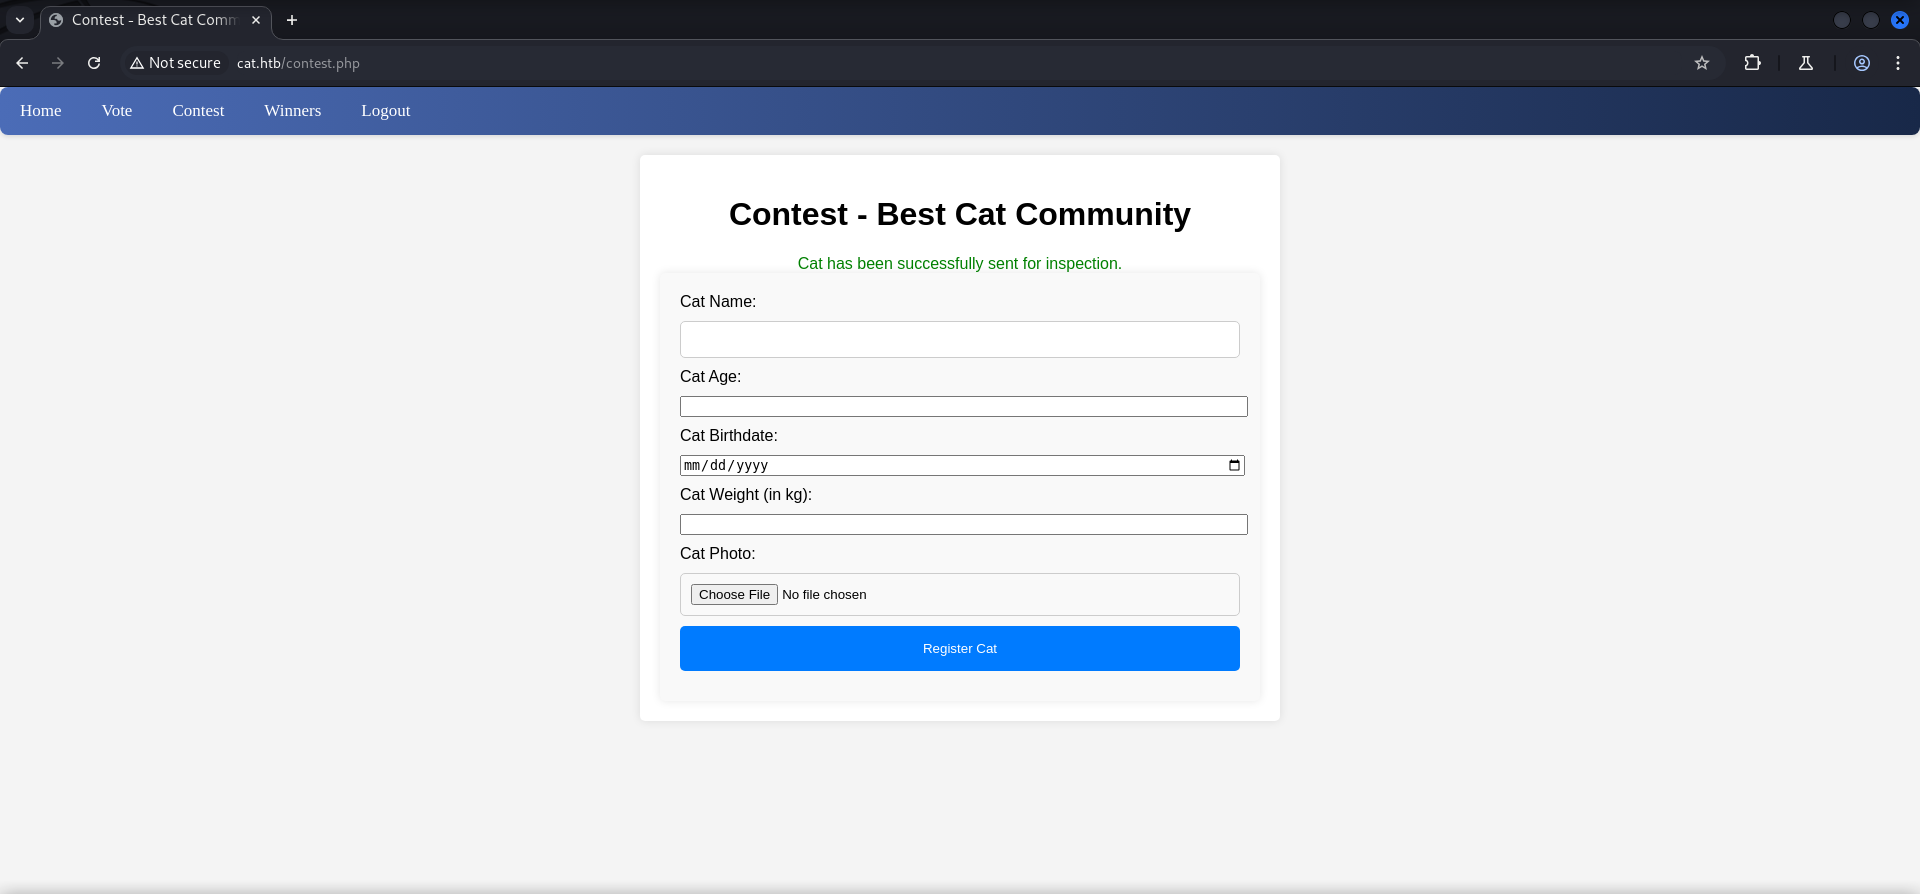 Contest - Best Cat Comm
Not secure cat.htb/contest.php
Home Vote Contest Winners Logout
Contest - Best Cat Community
Cat has been successfully sent for inspection.
Cat Name:
Cat Age:
Cat Birthdate:
mm/dd/yyyy
Cat Weight (in kg):
Cat Photo:
Choose File No file chosen
Register Cat